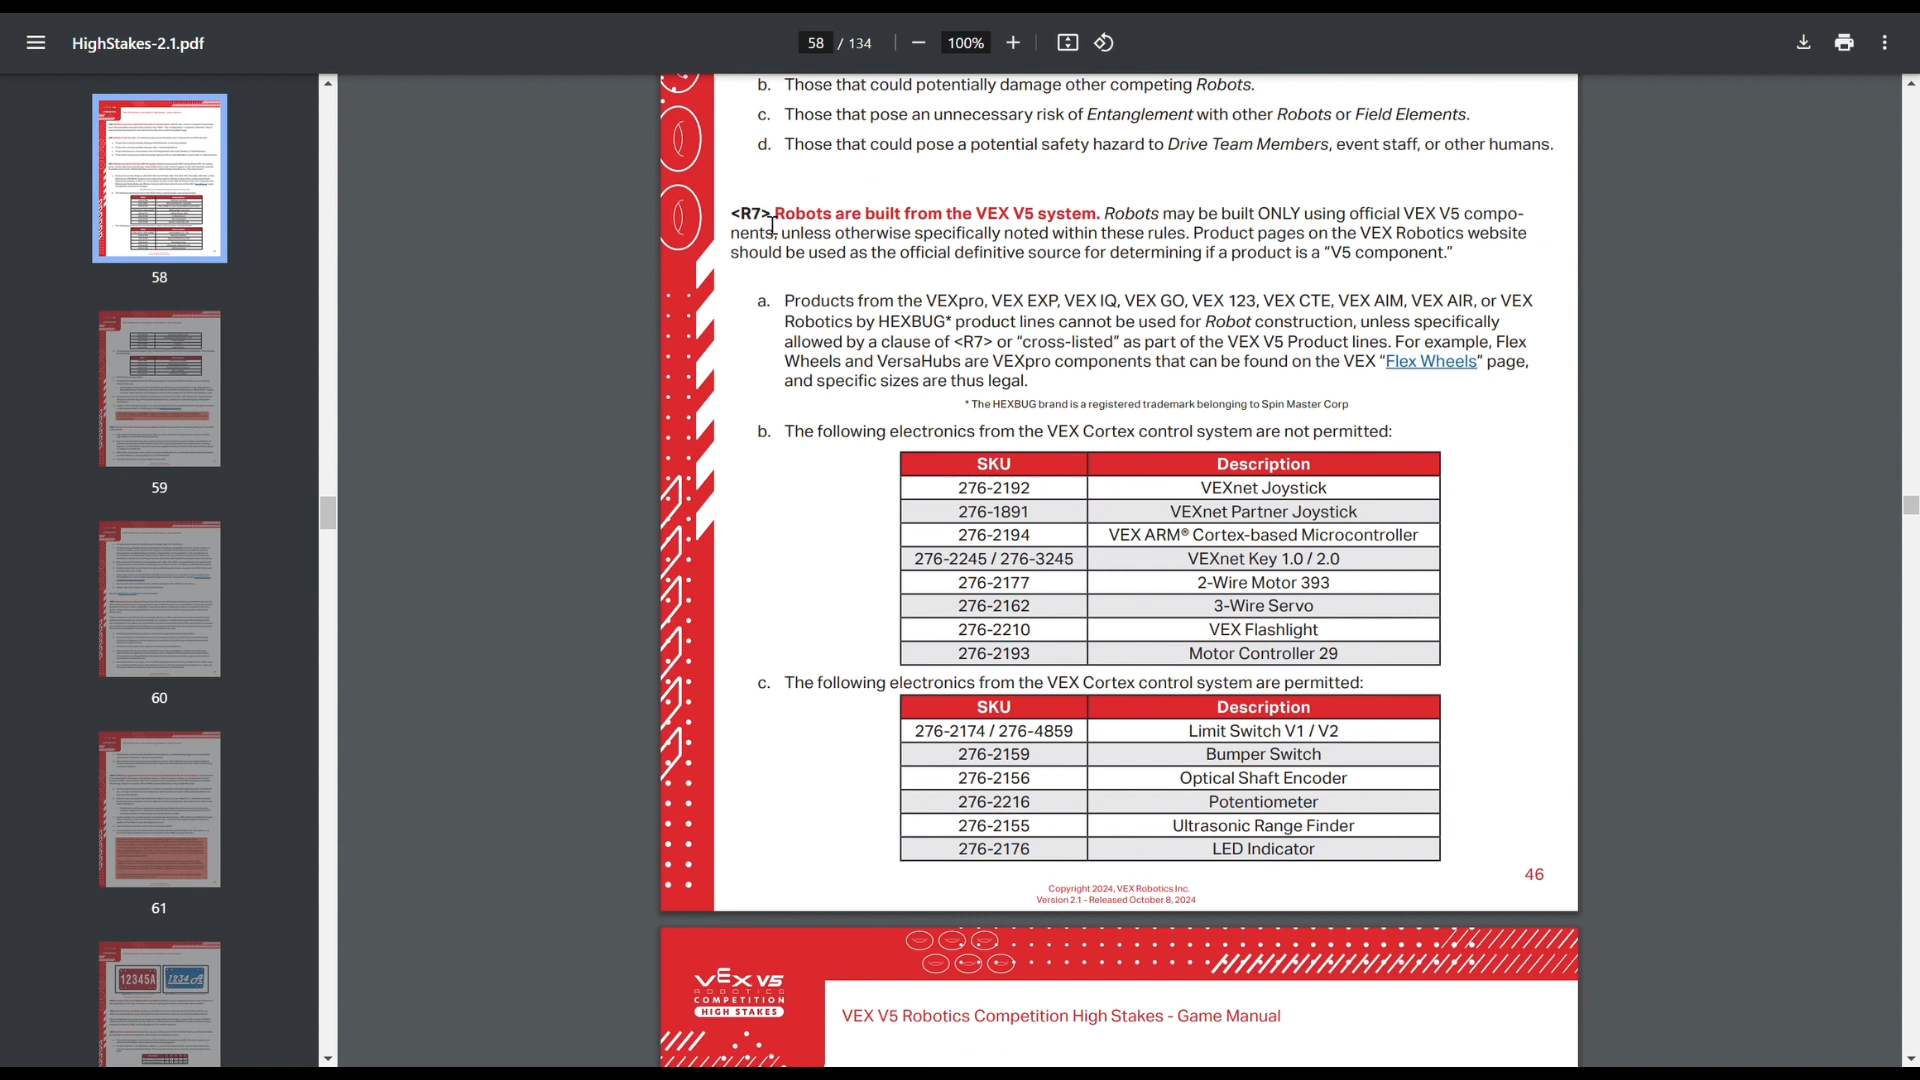 HighStakes-2.1.pdf
58 / 134
100%
58
59
60
61
12345A
1234 A
b. Those that could potentially damage other competing Robots.
c. Those that pose an unnecessary risk of Entanglement with other Robots or Field Elements.
d. Those that could pose a potential safety hazard to Drive Team Members, event staff, or other humans.
<R7> Robots are built from the VEX V5 system. Robots may be built ONLY using official VEX V5 compo-
nents, unless otherwise specifically noted within these rules. Product pages on the VEX Robotics website
should be used as the official definitive source for determining if a product is a “V5 component.”
a. Products from the VEXpro, VEX EXP, VEX IQ, VEX GO, VEX 123, VEX CTE, VEX AIM, VEX AIR, or VEX
Robotics by HEXBUG* product lines cannot be used for Robot construction, unless specifically
allowed by a clause of <R7> or “cross-listed” as part of the VEX V5 Product lines. For example, Flex
Wheels and VersaHubs are VEXpro components that can be found on the VEX “Flex Wheels” page,
and specific sizes are thus legal.
* The HEXBUG brand is a registered trademark belonging to Spin Master Corp
b. The following electronics from the VEX Cortex control system are not permitted:
SKU Description
276-2192 VEXnet Joystick
276-1891 VEXnet Partner Joystick
276-2194 VEX ARM® Cortex-based Microcontroller
276-2245 / 276-3245 VEXnet Key 1.0 / 2.0
276-2177 2-Wire Motor 393
276-2162 3-Wire Servo
276-2210 VEX Flashlight
276-2193 Motor Controller 29
c. The following electronics from the VEX Cortex control system are permitted:
SKU Description
276-2174 / 276-4859 Limit Switch V1 / V2
276-2159 Bumper Switch
276-2156 Optical Shaft Encoder
276-2216 Potentiometer
276-2155 Ultrasonic Range Finder
276-2176 LED Indicator
46
Copyright 2024, VEX Robotics Inc.
Version 2.1 - Released October 8, 2024
VEX V5
ROBOTICS
COMPETITION
HIGH STAKES
VEX V5 Robotics Competition High Stakes - Game Manual